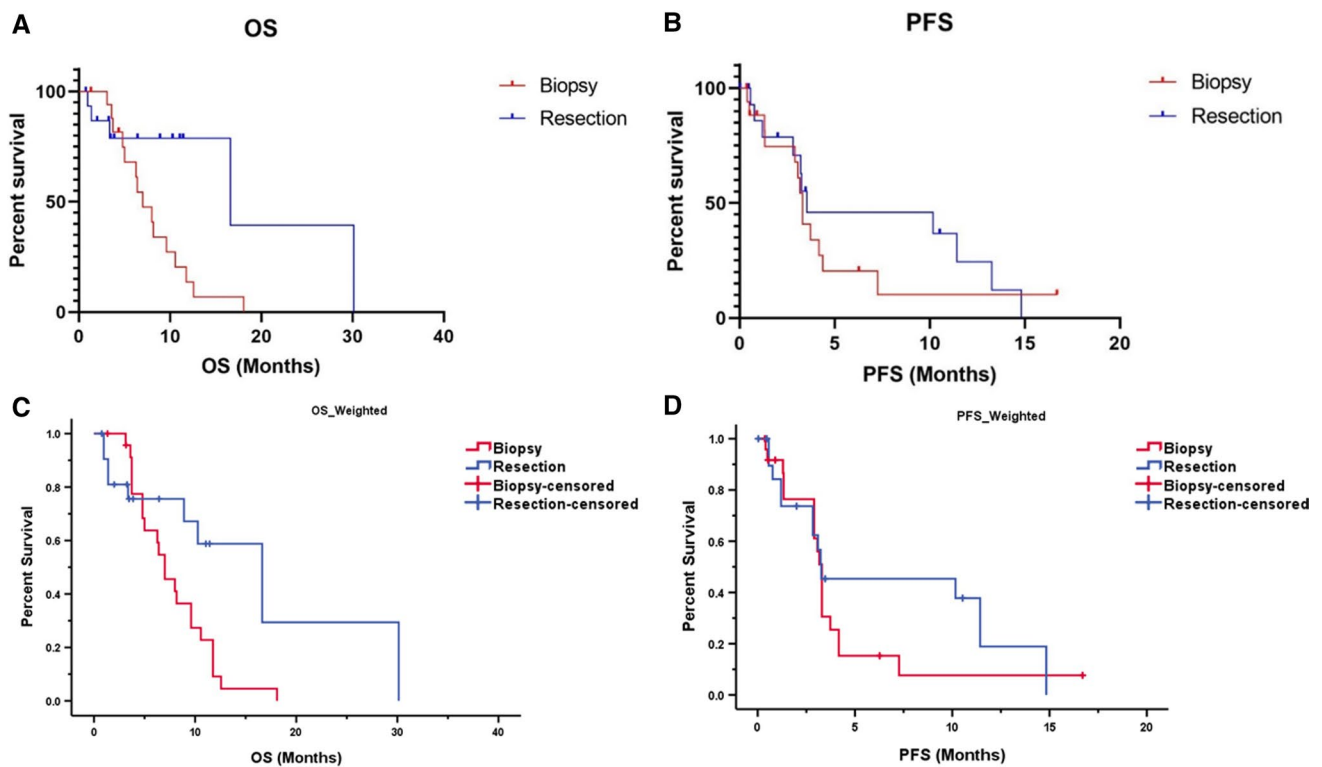 A
OS
Percent survival
100
50
0
0 10 20 30 40
OS (Months)
Biopsy
Resection
B
PFS
Percent survival
100
50
0
0 5 10 15 20
PFS (Months)
Biopsy
Resection
C
OS_Weighted
Percent Survival
1.0
0.8
0.6
0.4
0.2
0.0
0 10 20 30 40
OS (Months)
Biopsy
Resection
Biopsy-censored
Resection-censored
D
PFS_Weighted
Percent Survival
1.0
0.8
0.6
0.4
0.2
0.0
0 5 10 15 20
PFS (Months)
Biopsy
Resection
Biopsy-censored
Resection-censored